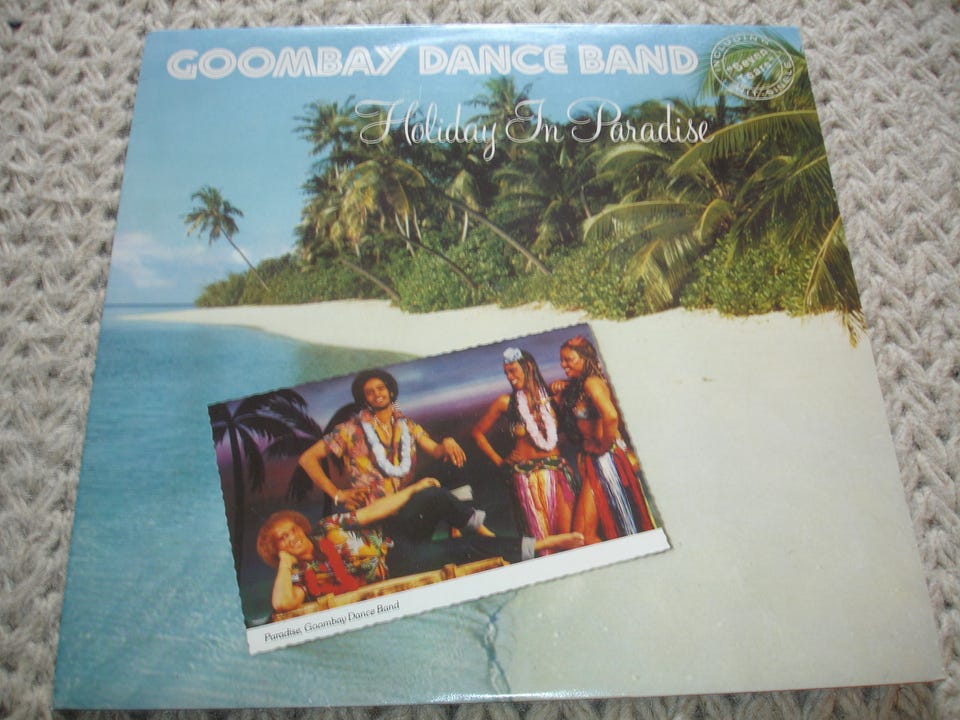 GOOMBAY DANCE BAND
Holiday In Paradise
Paradise, Goombay Dance Band